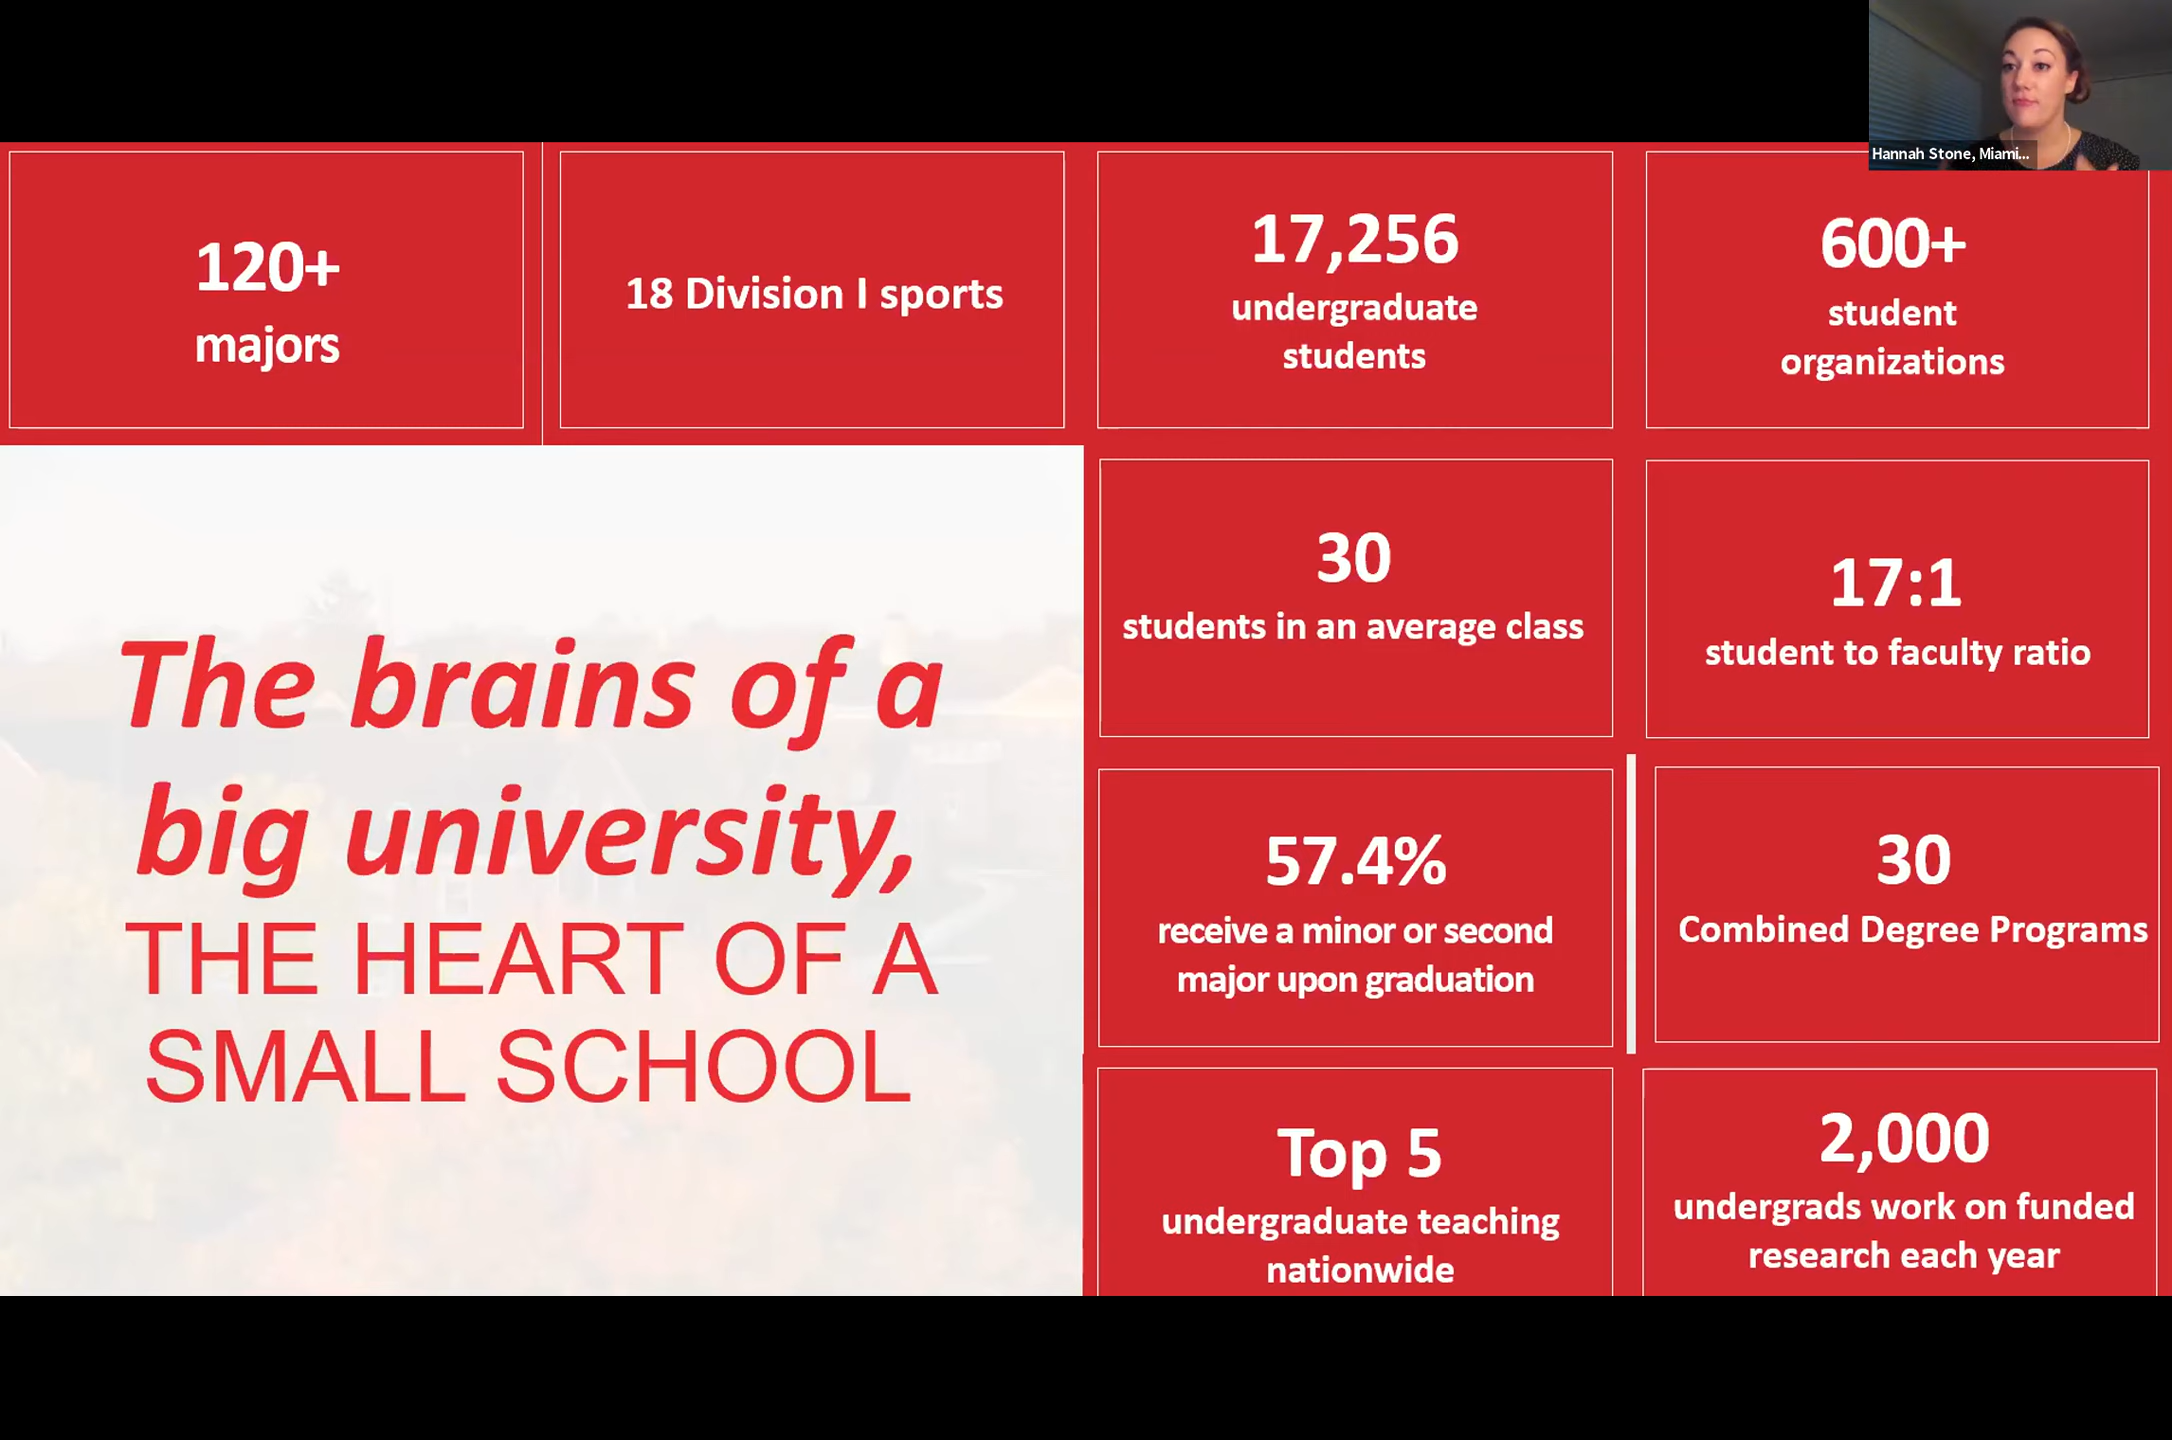 Hannah Stone, Miami...
120+
majors
18 Division I sports
17,256
undergraduate
students
600+
student
organizations
The brains of a
big university,
THE HEART OF A
SMALL SCHOOL
30
students in an average class
17:1
student to faculty ratio
57.4%
receive a minor or second
major upon graduation
30
Combined Degree Programs
Top 5
undergraduate teaching
nationwide
2,000
undergrads work on funded
research each year